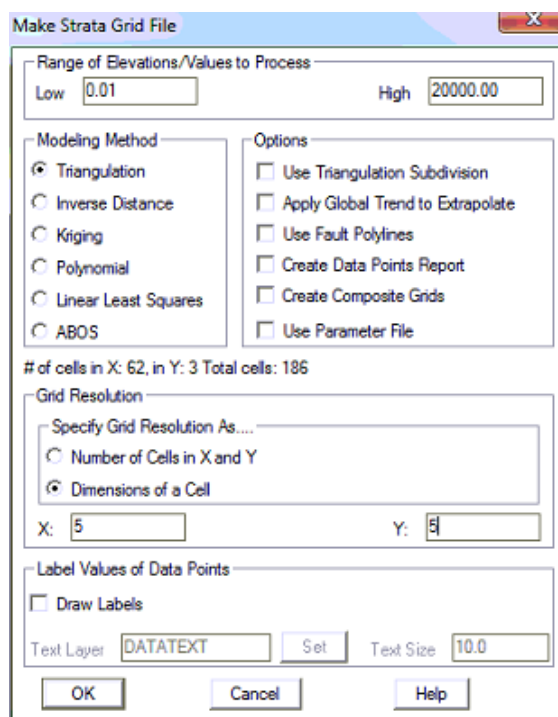 Make Strata Grid File
Range of Elevations/Values to Process
Low 0.01 High 20000.00
Modeling Method
Triangulation
Inverse Distance
Kriging
Polynomial
Linear Least Squares
ABOS
Options
Use Triangulation Subdivision
Apply Global Trend to Extrapolate
Use Fault Polylines
Create Data Points Report
Create Composite Grids
Use Parameter File
# of cells in X: 62, in Y: 3 Total cells: 186
Grid Resolution
Specify Grid Resolution As....
Number of Cells in X and Y
Dimensions of a Cell
X: 5 Y: 5
Label Values of Data Points
Draw Labels
Text Layer DATATEXT Set Text Size 10.0
OK Cancel Help